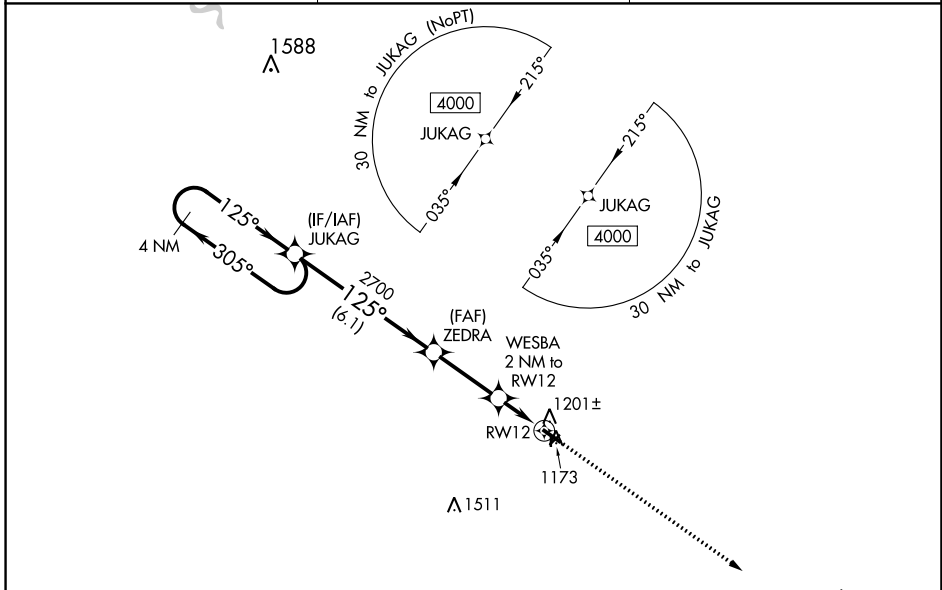 1588
30 NM to JUKAG (NoPT)
215°
4000
JUKAG
035°
215°
JUKAG
4000
035°
30 NM to JUKAG
125°
4 NM
305°
(IF/IAF)
JUKAG
2700
125°
(6.1)
(FAF)
ZEDRA
WESBA
2 NM to
RW12
1201±
RW12
1173
1511